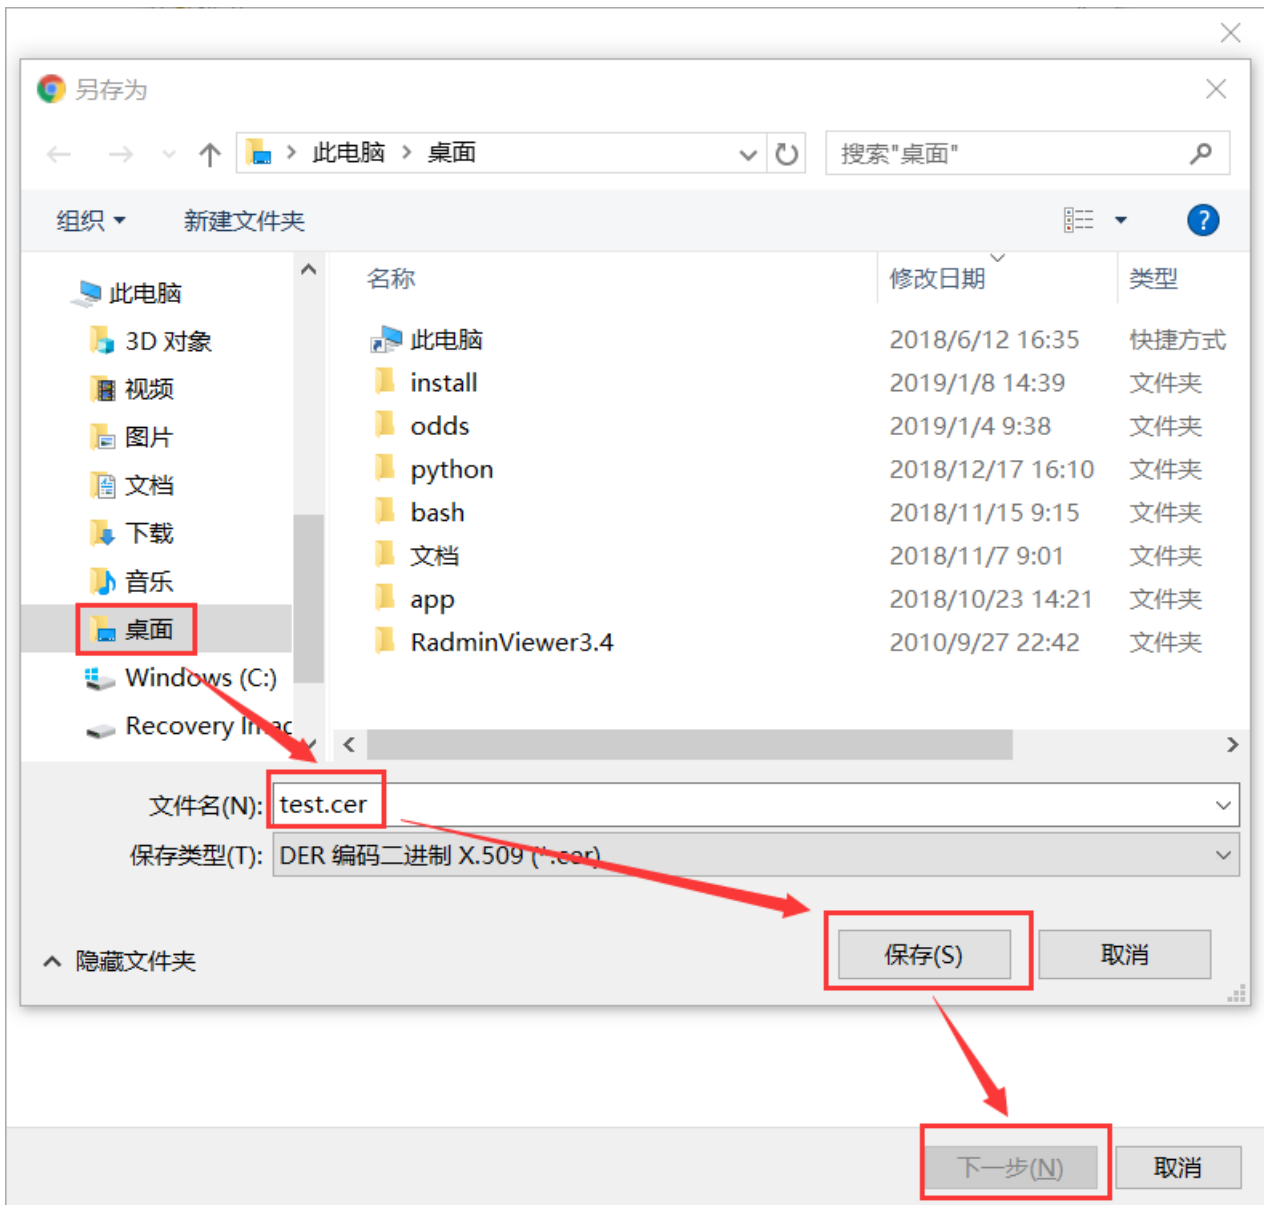 另存为
此电脑 > 桌面
搜索"桌面"
组织
新建文件夹
?
此电脑
3D 对象
视频
图片
文档
下载
音乐
桌面
Windows (C:)
Recovery Imag
名称 修改日期 类型
此电脑 2018/6/12 16:35 快捷方式
install 2019/1/8 14:39 文件夹
odds 2019/1/4 9:38 文件夹
python 2018/12/17 16:10 文件夹
bash 2018/11/15 9:15 文件夹
文档 2018/11/7 9:01 文件夹
app 2018/10/23 14:21 文件夹
RadminViewer3.4 2010/9/27 22:42 文件夹
文件名(N): test.cer
保存类型(T): DER 编码二进制 X.509 (*.cer)
隐藏文件夹
保存(S) 取消
下一步(N) 取消